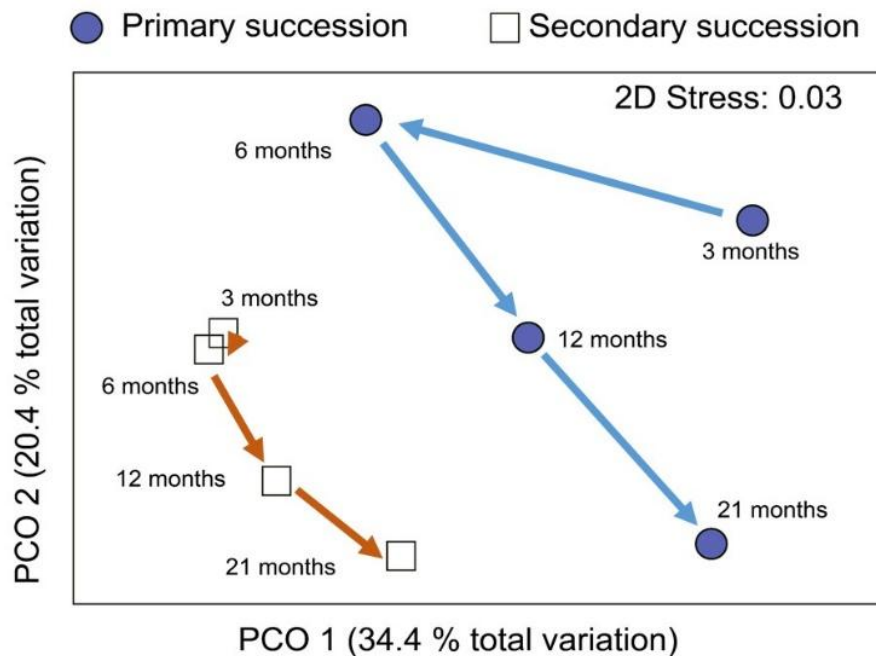 Primary succession
Secondary succession
2D Stress: 0.03
6 months
3 months
3 months
12 months
6 months
12 months
21 months
21 months
PCO 2 (20.4 % total variation)
PCO 1 (34.4 % total variation)